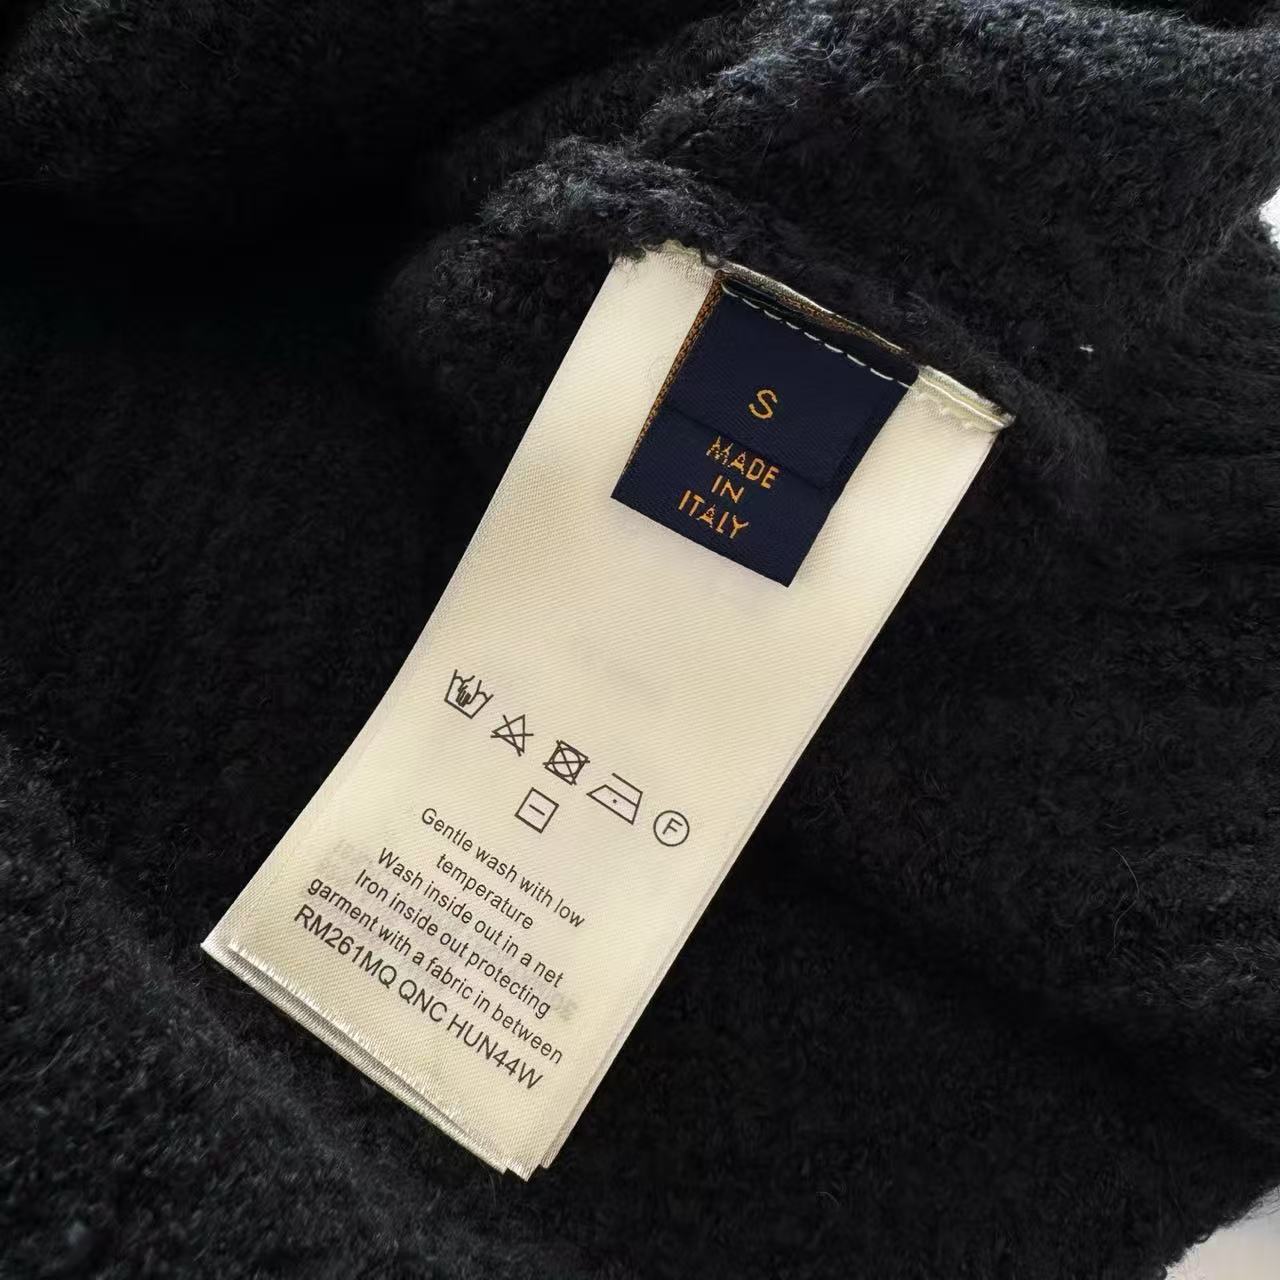 S
MADE
IN
ITALY
F
Gentle wash with low
temperature
Wash inside out in a net
Iron inside out protecting
garment with a fabric in between
RM261MQ QNC HUN44W